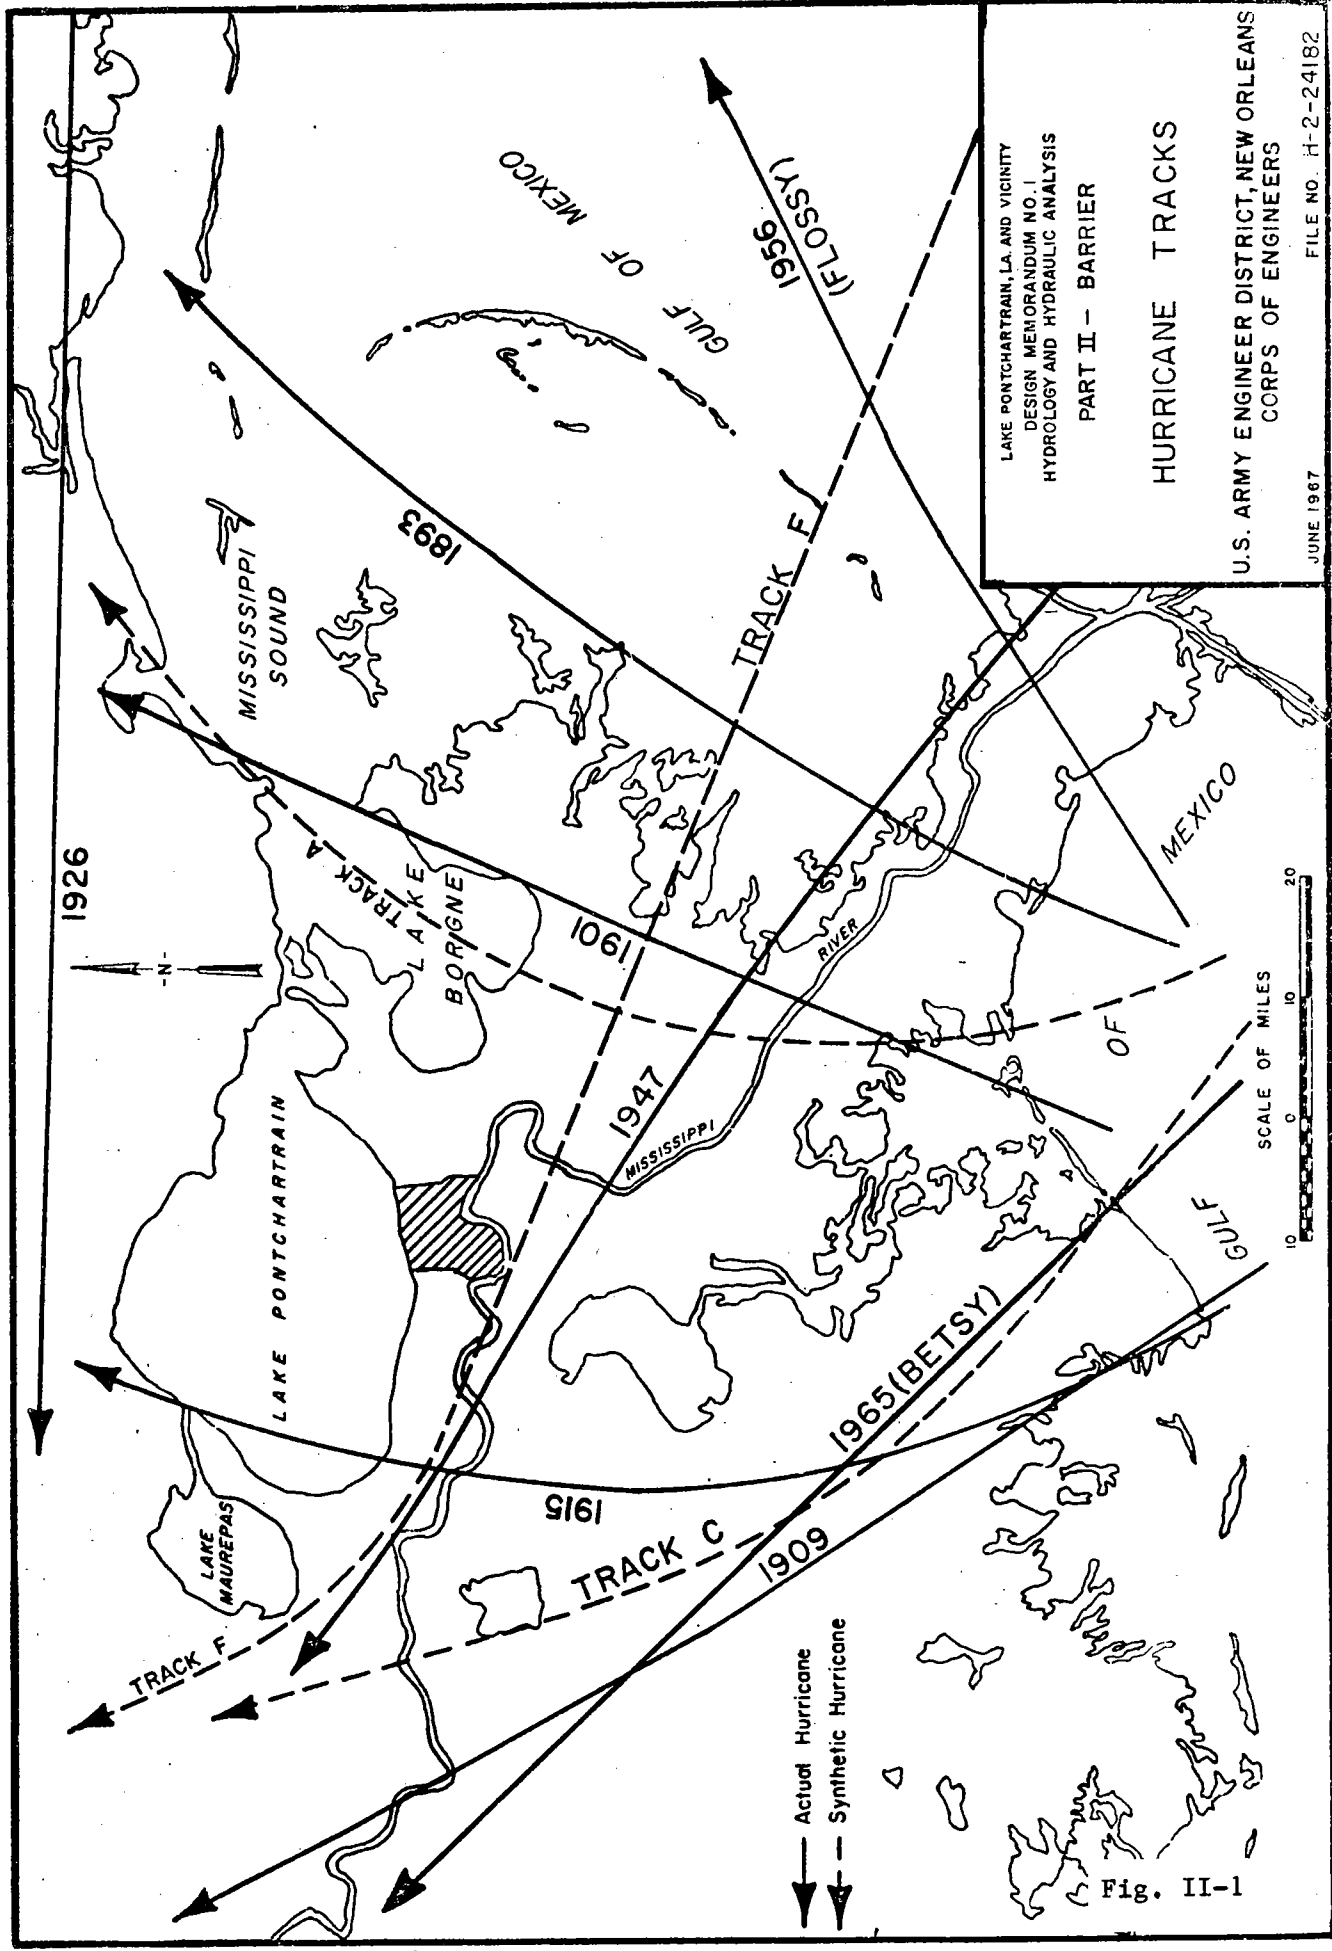 1926
-N-
MISSISSIPPI
SOUND
GULF OF MEXICO
1893
1956
(FLOSSY)
TRACK F
TRACK A
LAKE
BORGNE
1901
1947
LAKE PONTCHARTRAIN
LAKE
MAUREPAS
TRACK F
MISSISSIPPI
RIVER
1915
TRACK C
1909
1965 (BETSY)
GULF OF MEXICO
Actual Hurricane
Synthetic Hurricane
SCALE OF MILES
10 0 10 20
LAKE PONTCHARTRAIN, LA. AND VICINITY
DESIGN MEMORANDUM NO. 1
HYDROLOGY AND HYDRAULIC ANALYSIS
PART II - BARRIER
HURRICANE TRACKS
U.S. ARMY ENGINEER DISTRICT, NEW ORLEANS
CORPS OF ENGINEERS
JUNE 1967 FILE NO. H-2-24182
Fig. II-1